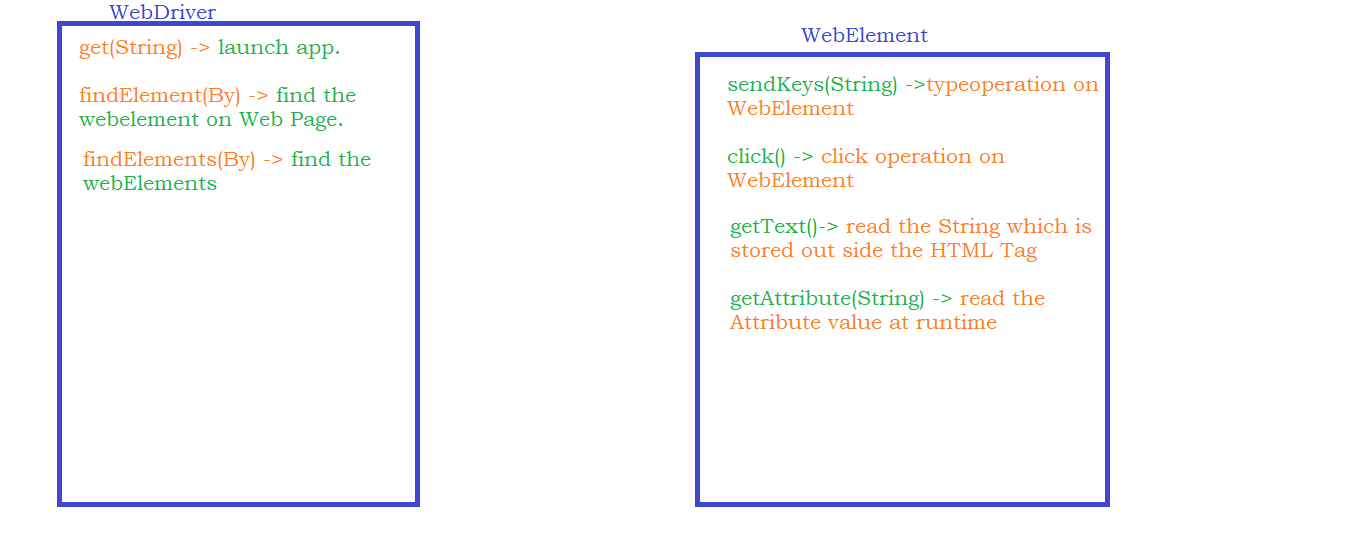 WebDriver
get(String) -> launch app.
findElement(By) -> find the
webelement on Web Page.
findElements(By) -> find the
webElements
WebElement
sendKeys(String) ->typeoperation on
WebElement
click() -> click operation on
WebElement
getText()-> read the String which is
stored out side the HTML Tag
getAttribute(String) -> read the
Attribute value at runtime